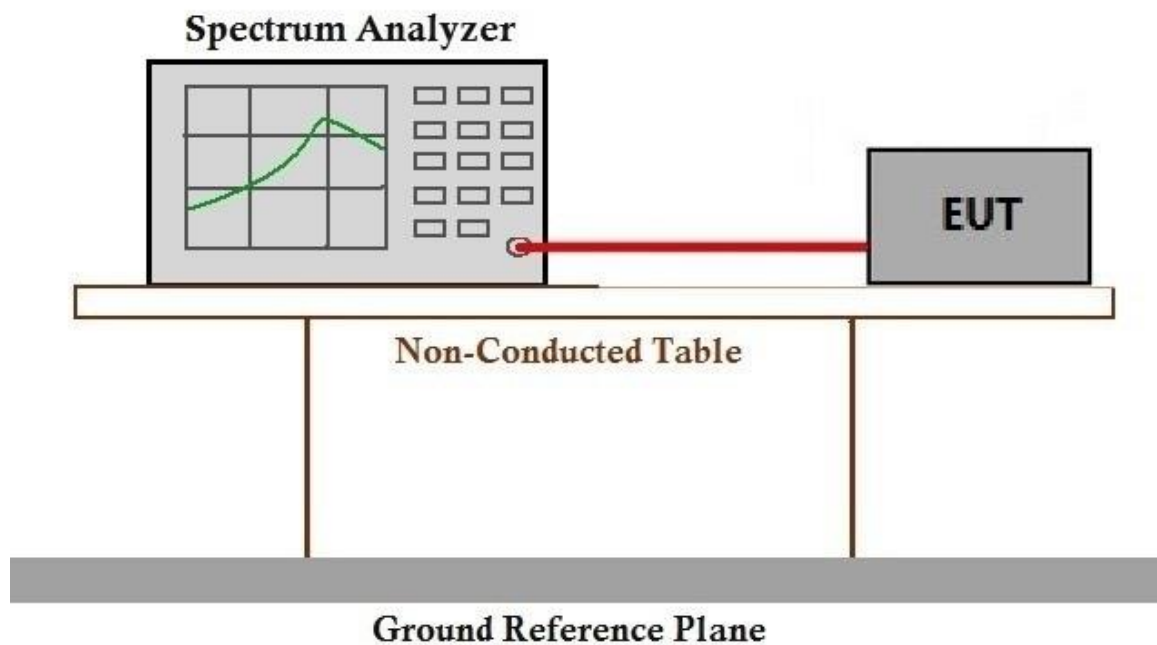 Spectrum Analyzer
EUT
Non-Conducted Table
Ground Reference Plane